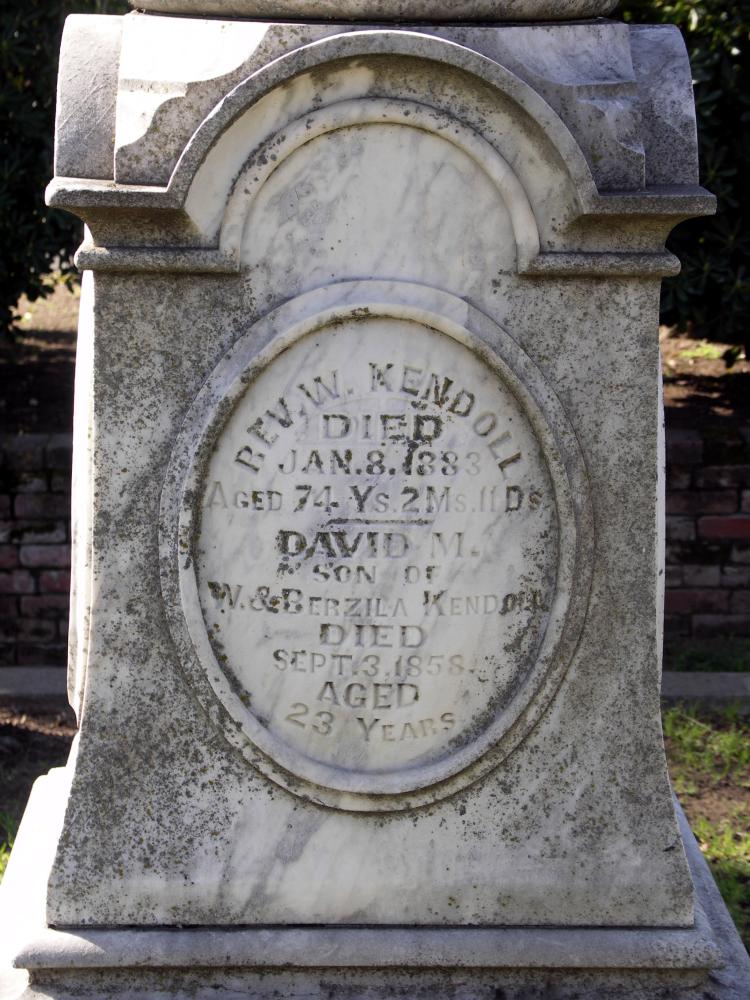 REV. W. KENDOLL
DIED
JAN. 8. 1883
AGED 74 YS. 2 MS. 11 DS
DAVID M.
SON OF
W. & BERZILA KENDOLL
DIED
SEPT. 3, 1858.
AGED
23 YEARS